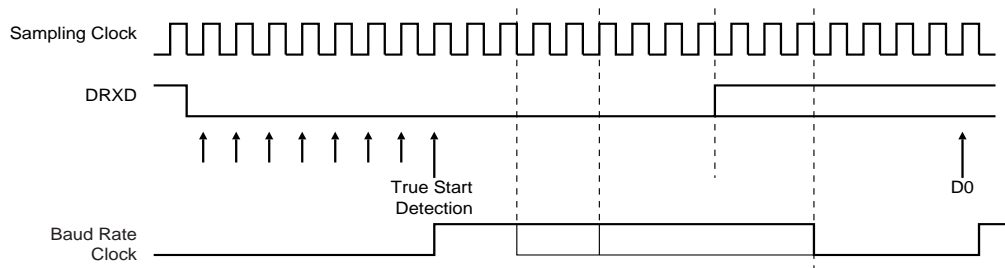 Sampling Clock
DRXD
True Start
Detection
D0
Baud Rate
Clock